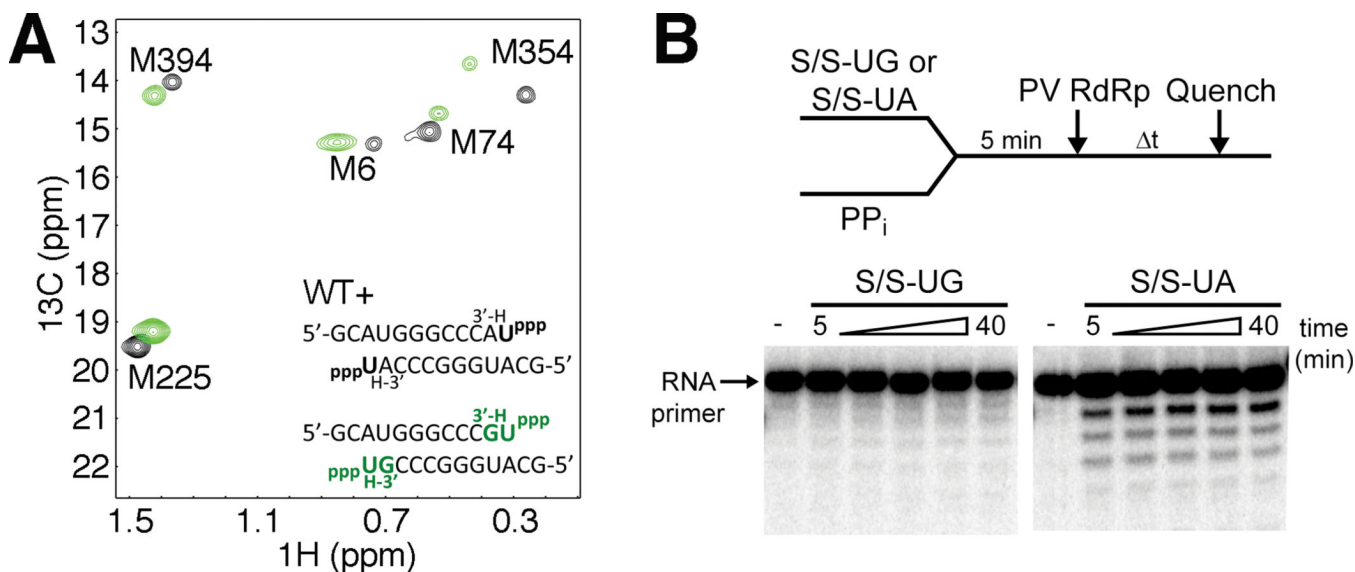 A
13
14
15
16
17
18
19
20
21
22
13C (ppm)
1.5
1.1
0.7
0.3
1H (ppm)
M394
M354
M74
M6
M225
WT+
3'-H
5'-GCAUGGGCCCAUppp
pppUACCCGGGUACG-5'
H-3'
3'-H
5'-GCAUGGGCCCGUppp
pppUGCCCGGGUACG-5'
H-3'
B
S/S-UG or
S/S-UA
PPi
5 min
PV RdRp
Δt
Quench
S/S-UG
S/S-UA
- 5 40
- 5 40
time
(min)
RNA
primer